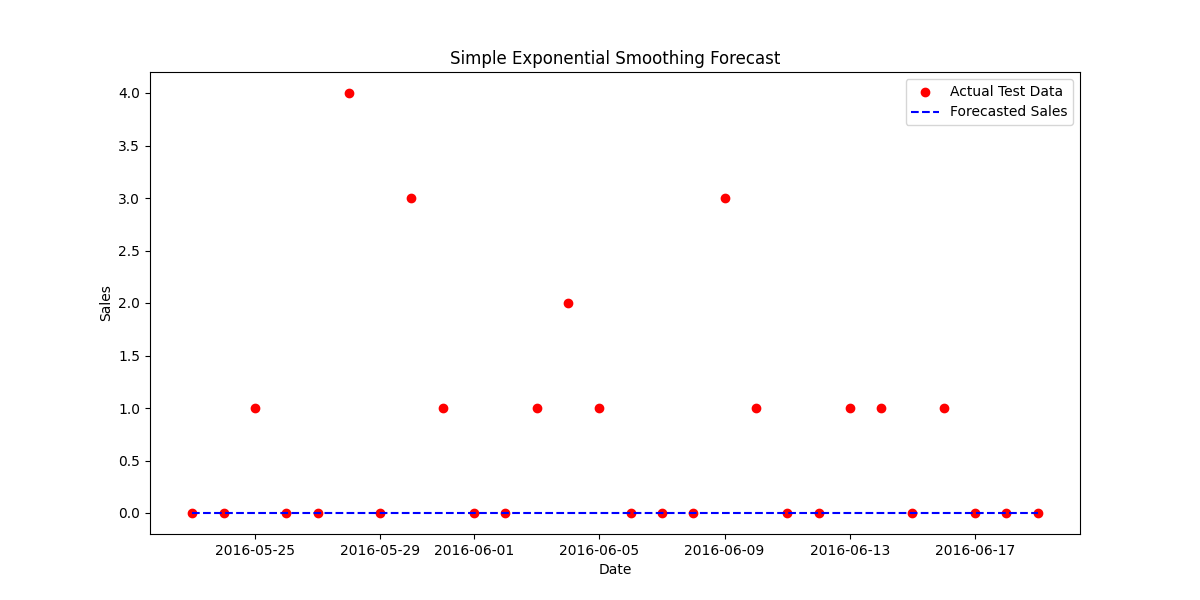 Simple Exponential Smoothing Forecast
Actual Test Data
Forecasted Sales
4.0
3.5
3.0
2.5
2.0
1.5
1.0
0.5
0.0
Sales
2016-05-25 2016-05-29 2016-06-01 2016-06-05 2016-06-09 2016-06-13 2016-06-17
Date